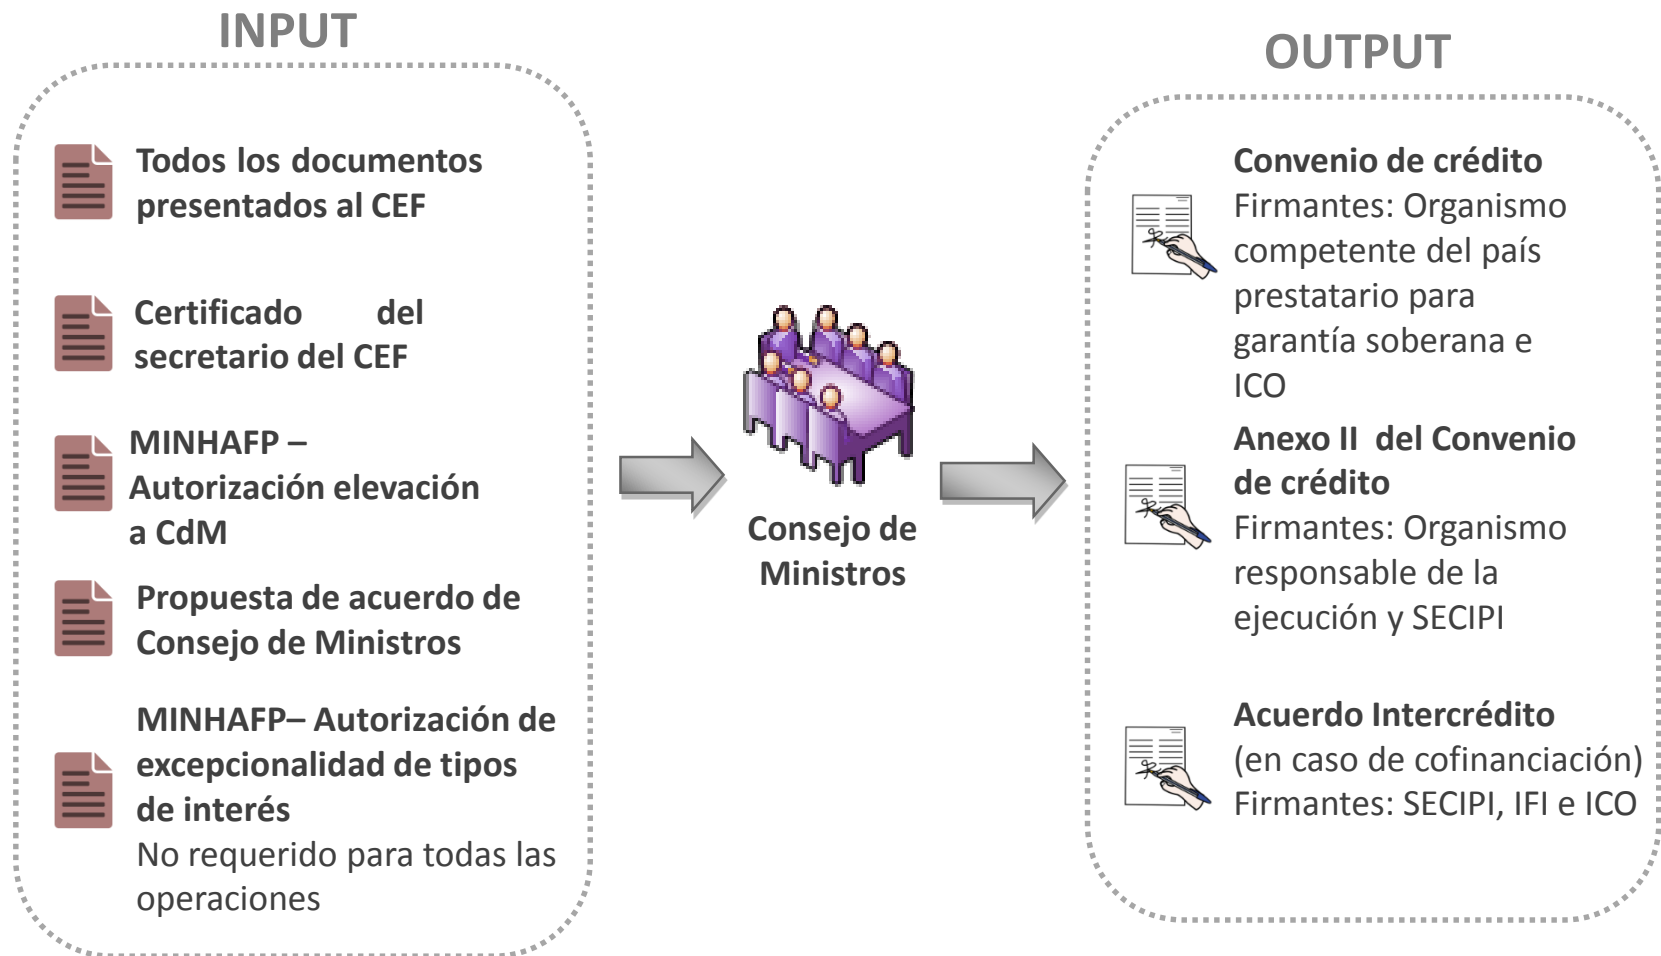 INPUT
Todos los documentos
presentados al CEF
Certificado del
secretario del CEF
MINHAFP –
Autorización elevación
a CdM
Propuesta de acuerdo de
Consejo de Ministros
MINHAFP– Autorización de
excepcionalidad de tipos
de interés
No requerido para todas las
operaciones
Consejo de
Ministros
OUTPUT
Convenio de crédito
Firmantes: Organismo
competente del país
prestatario para
garantía soberana e
ICO
Anexo II del Convenio
de crédito
Firmantes: Organismo
responsable de la
ejecución y SECIPI
Acuerdo Intercrédito
(en caso de cofinanciación)
Firmantes: SECIPI, IFI e ICO